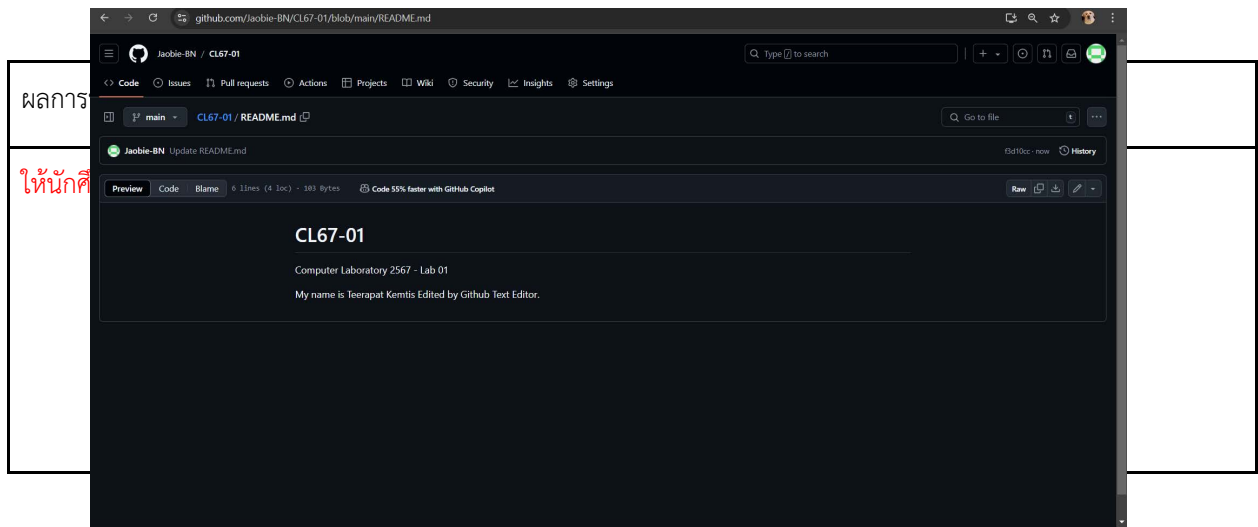 github.com/Jaobie-BN/CL67-01/blob/main/README.md
Jaobie-BN / CL67-01
Type / to search
Code Issues Pull requests Actions Projects Wiki Security Insights Settings
ผลการ
main
CL67-01 / README.md
Go to file t
Jaobie-BN Update README.md
f3d10cc · now History
ให้นักศึ
Preview Code Blame 6 lines (4 loc) · 103 Bytes Code 55% faster with GitHub Copilot
Raw
CL67-01
Computer Laboratory 2567 - Lab 01
My name is Teerapat Kemtis Edited by Github Text Editor.